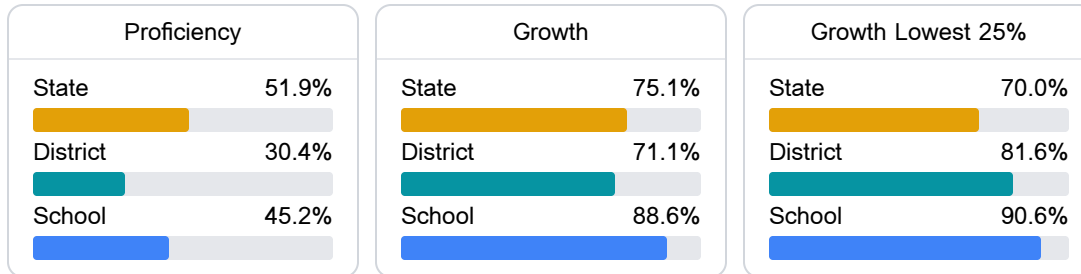 Proficiency
State 51.9%
District 30.4%
School 45.2%
Growth
State 75.1%
District 71.1%
School 88.6%
Growth Lowest 25%
State 70.0%
District 81.6%
School 90.6%